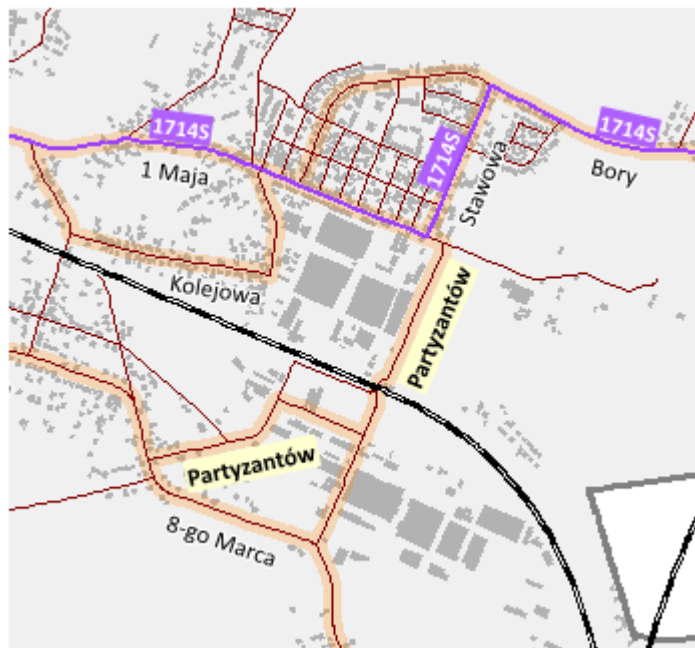 1714S
1714S
1714S
1 Maja
Stawowa
Bory
Kolejowa
Partyzantów
Partyzantów
8-go Marca